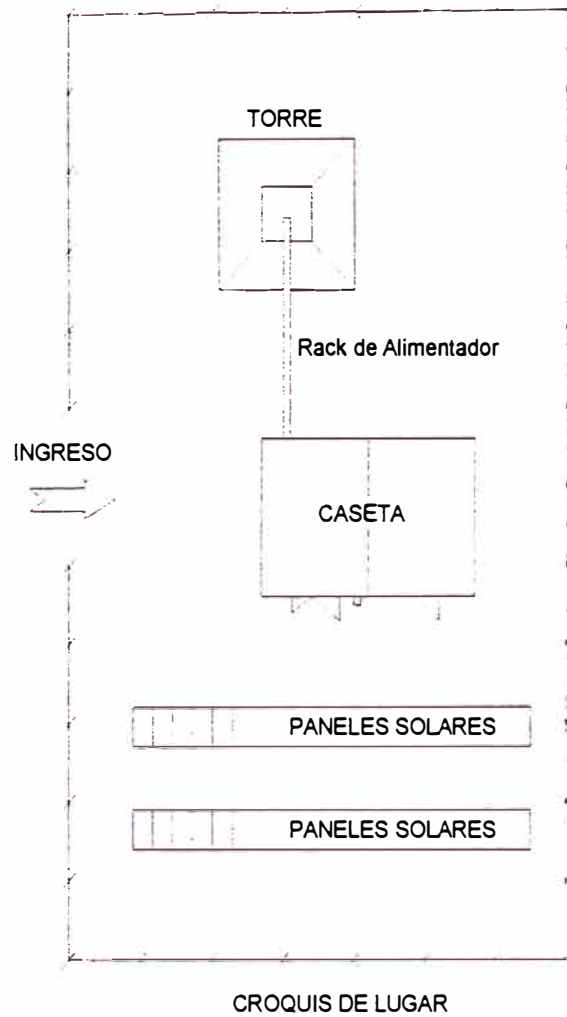 TORRE
Rack de Alimentador
INGRESO
CASETA
PANELES SOLARES
PANELES SOLARES
CROQUIS DE LUGAR